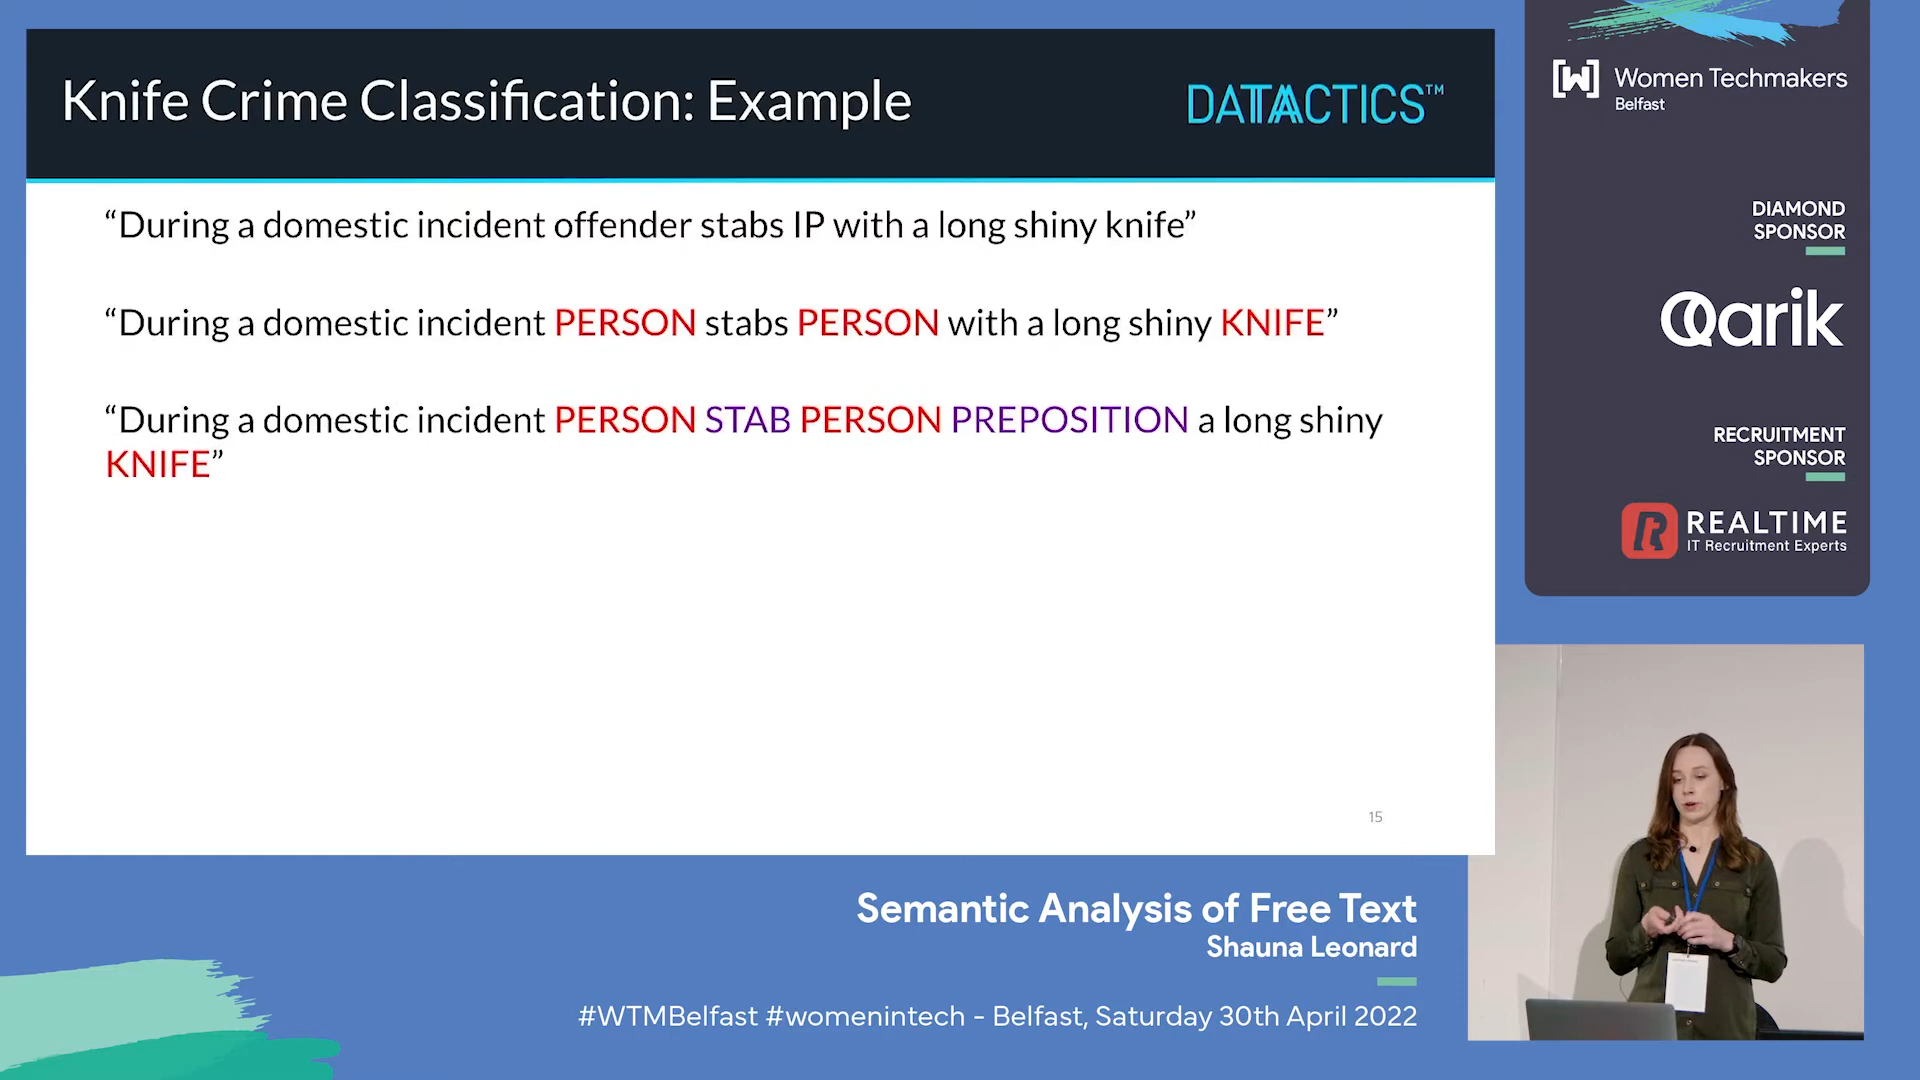 Knife Crime Classification: Example
DATACTICS™
“During a domestic incident offender stabs IP with a long shiny knife”
“During a domestic incident PERSON stabs PERSON with a long shiny KNIFE”
“During a domestic incident PERSON STAB PERSON PREPOSITION a long shiny
KNIFE”
15
Women Techmakers
Belfast
DIAMOND
SPONSOR
Qarik
RECRUITMENT
SPONSOR
REALTIME
IT Recruitment Experts
Semantic Analysis of Free Text
Shauna Leonard
#WTMBelfast #womenintech - Belfast, Saturday 30th April 2022